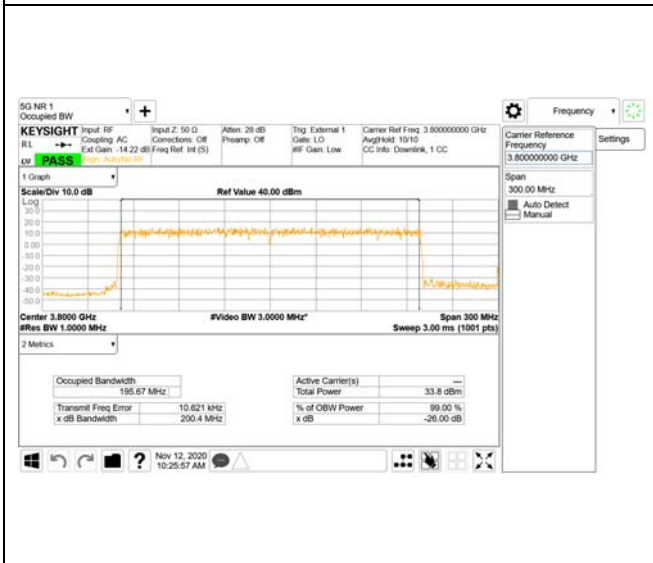 5G NR 1
Occupied BW
Frequency
KEYSIGHT
RL
PASS
Input: RF
Coupling: AC
Ext Gain: -14.22 dB
Align: Auto/No RF
Input Z: 50 Ω
Corrections: Off
Freq Ref: Int (S)
Atten: 28 dB
Preamp: Off
Trig: External 1
Gate: LO
#IF Gain: Low
Carrier Ref Freq: 3.800000000 GHz
Avg|Hold: 10/10
CC Info: Downlink, 1 CC
Carrier Reference
Frequency
3.800000000 GHz
Settings
Span
300.00 MHz
Auto Detect
Manual
1 Graph
Scale/Div 10.0 dB
Ref Value 40.00 dBm
Log
30.0
20.0
10.0
0.00
-10.0
-20.0
-30.0
-40.0
-50.0
Center 3.8000 GHz
#Video BW 3.0000 MHz*
Span 300 MHz
#Res BW 1.0000 MHz
Sweep 3.00 ms (1001 pts)
2 Metrics
Occupied Bandwidth
195.67 MHz
Active Carrier(s)
---
Total Power
33.8 dBm
Transmit Freq Error
10.621 kHz
% of OBW Power
99.00 %
x dB Bandwidth
200.4 MHz
x dB
-26.00 dB
?
Nov 12, 2020
10:25:57 AM